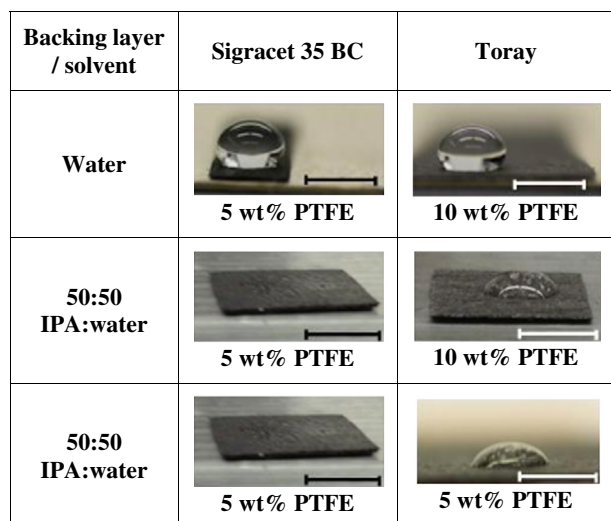 Backing layer
/ solvent
Sigracet 35 BC
Toray
Water
5 wt% PTFE
10 wt% PTFE
50:50
IPA:water
5 wt% PTFE
10 wt% PTFE
50:50
IPA:water
5 wt% PTFE
5 wt% PTFE